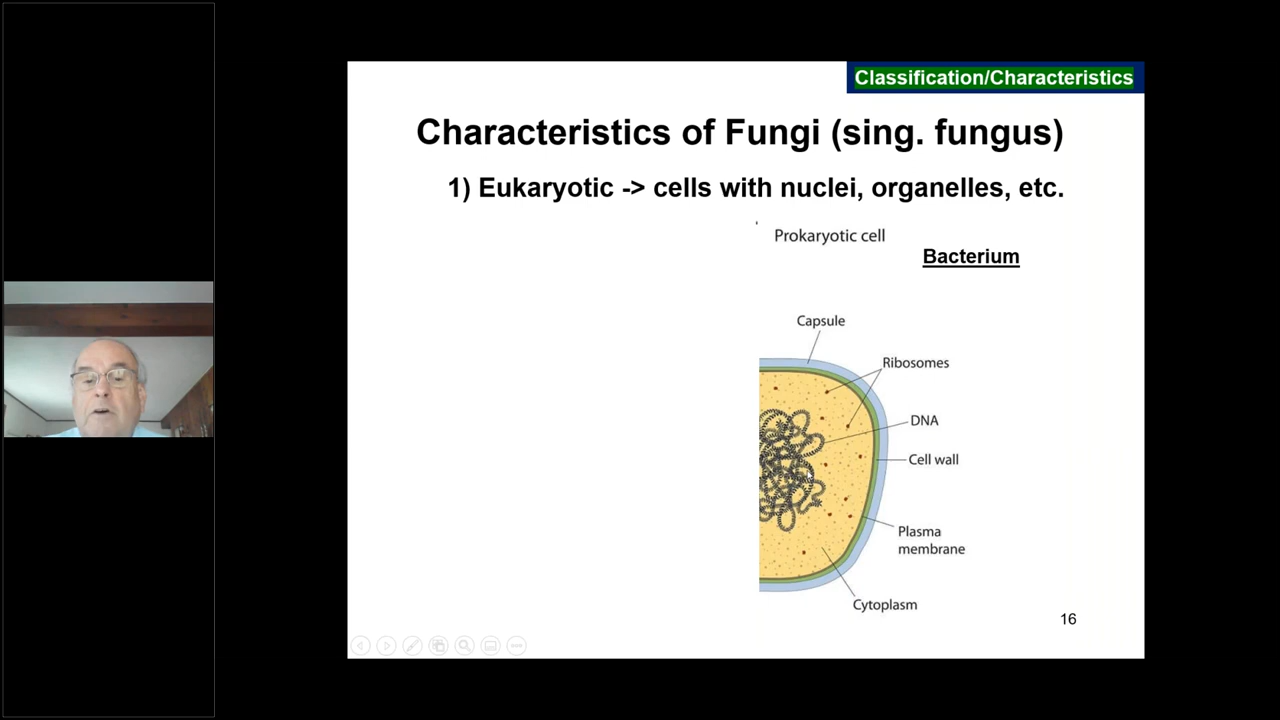 Classification/Characteristics
Characteristics of Fungi (sing. fungus)
1) Eukaryotic -> cells with nuclei, organelles, etc.
Prokaryotic cell
Bacterium
Capsule
Ribosomes
DNA
Cell wall
Plasma
membrane
Cytoplasm
16